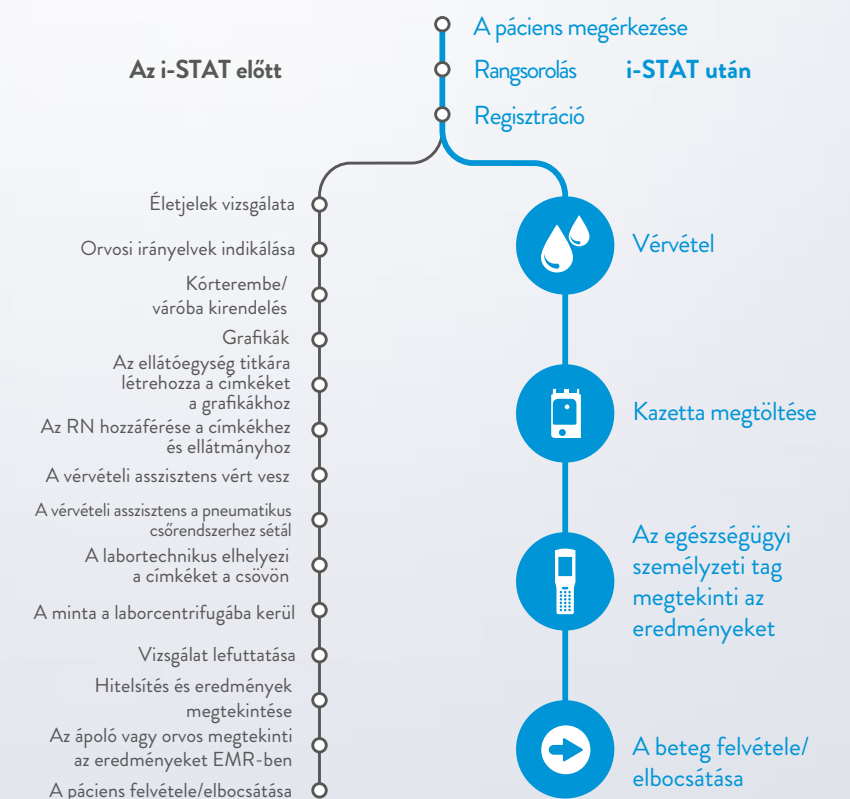 A páciens megérkezése
Az i-STAT előtt
Rangsorolás
i-STAT után
Regisztráció
Életjelek vizsgálata
Orvosi irányelvek indikálása
Kórterembe/
váróba kirendelés
Grafikák
Az ellátóegység titkára
létrehozza a címkéket
a grafikákhoz
Az RN hozzáférése a címkékhez
és ellátmányhoz
A vérvételi asszisztens vért vesz
A vérvételi asszisztens a pneumatikus
csőrendszerhez sétál
A labortechnikus elhelyezi
a címkéket a csövön
A minta a laborcentrifugába kerül
Vizsgálat lefuttatása
Hitelsítés és eredmények
megtekintése
Az ápoló vagy orvos megtekinti
az eredményeket EMR-ben
A páciens felvétele/elbocsátása
Vérvétel
Kazetta megtöltése
Az egészségügyi
személyzeti tag
megtekinti az
eredményeket
A beteg felvétele/
elbocsátása